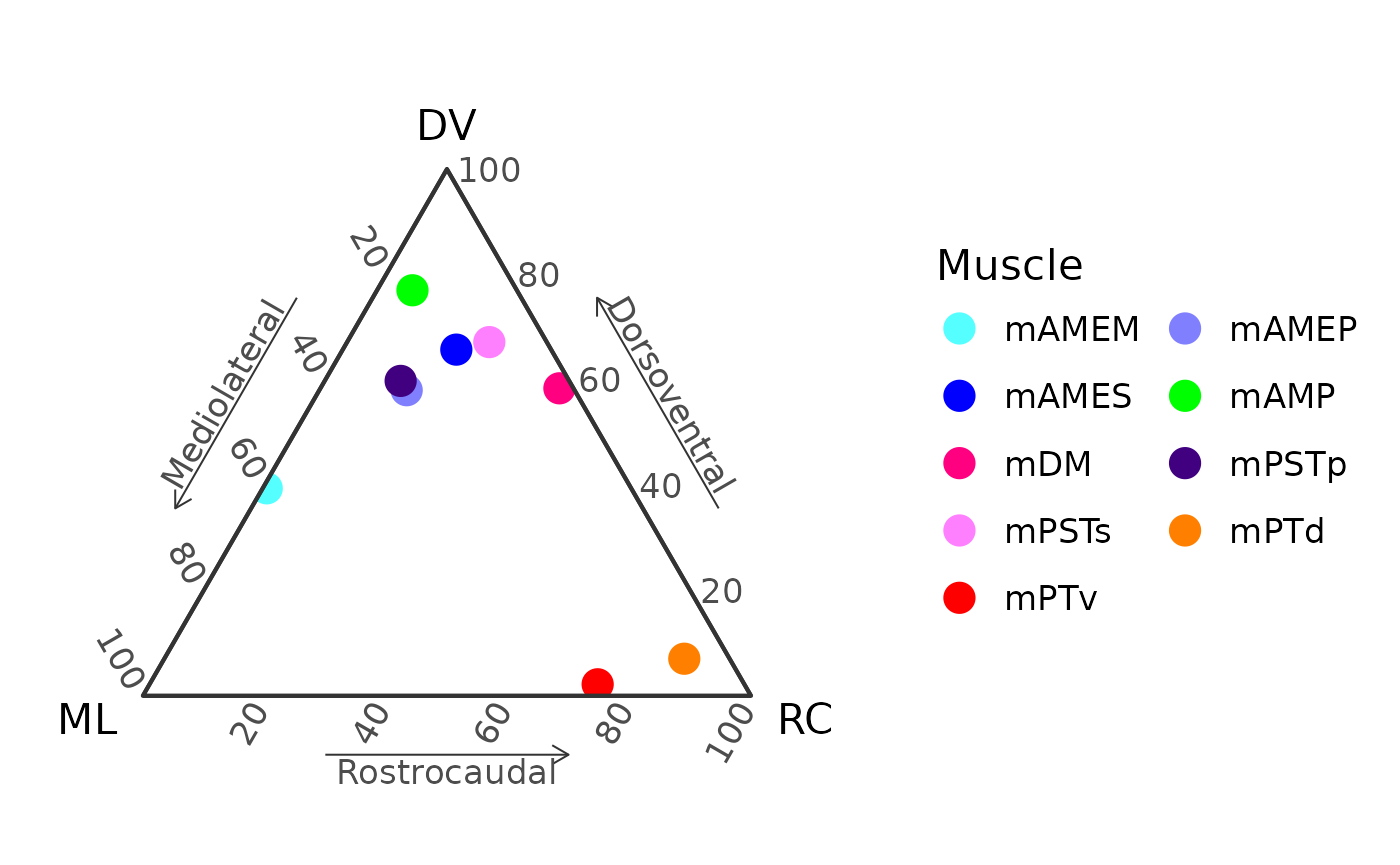 DV
100
20
80
Mediolateral
Dorsoventral
40
60
60
40
80
20
100
ML
RC
20 40 60 80 100
Rostrocaudal
Muscle
mAMEM mAMEP
mAMES mAMP
mDM mPSTp
mPSTs mPTd
mPTv